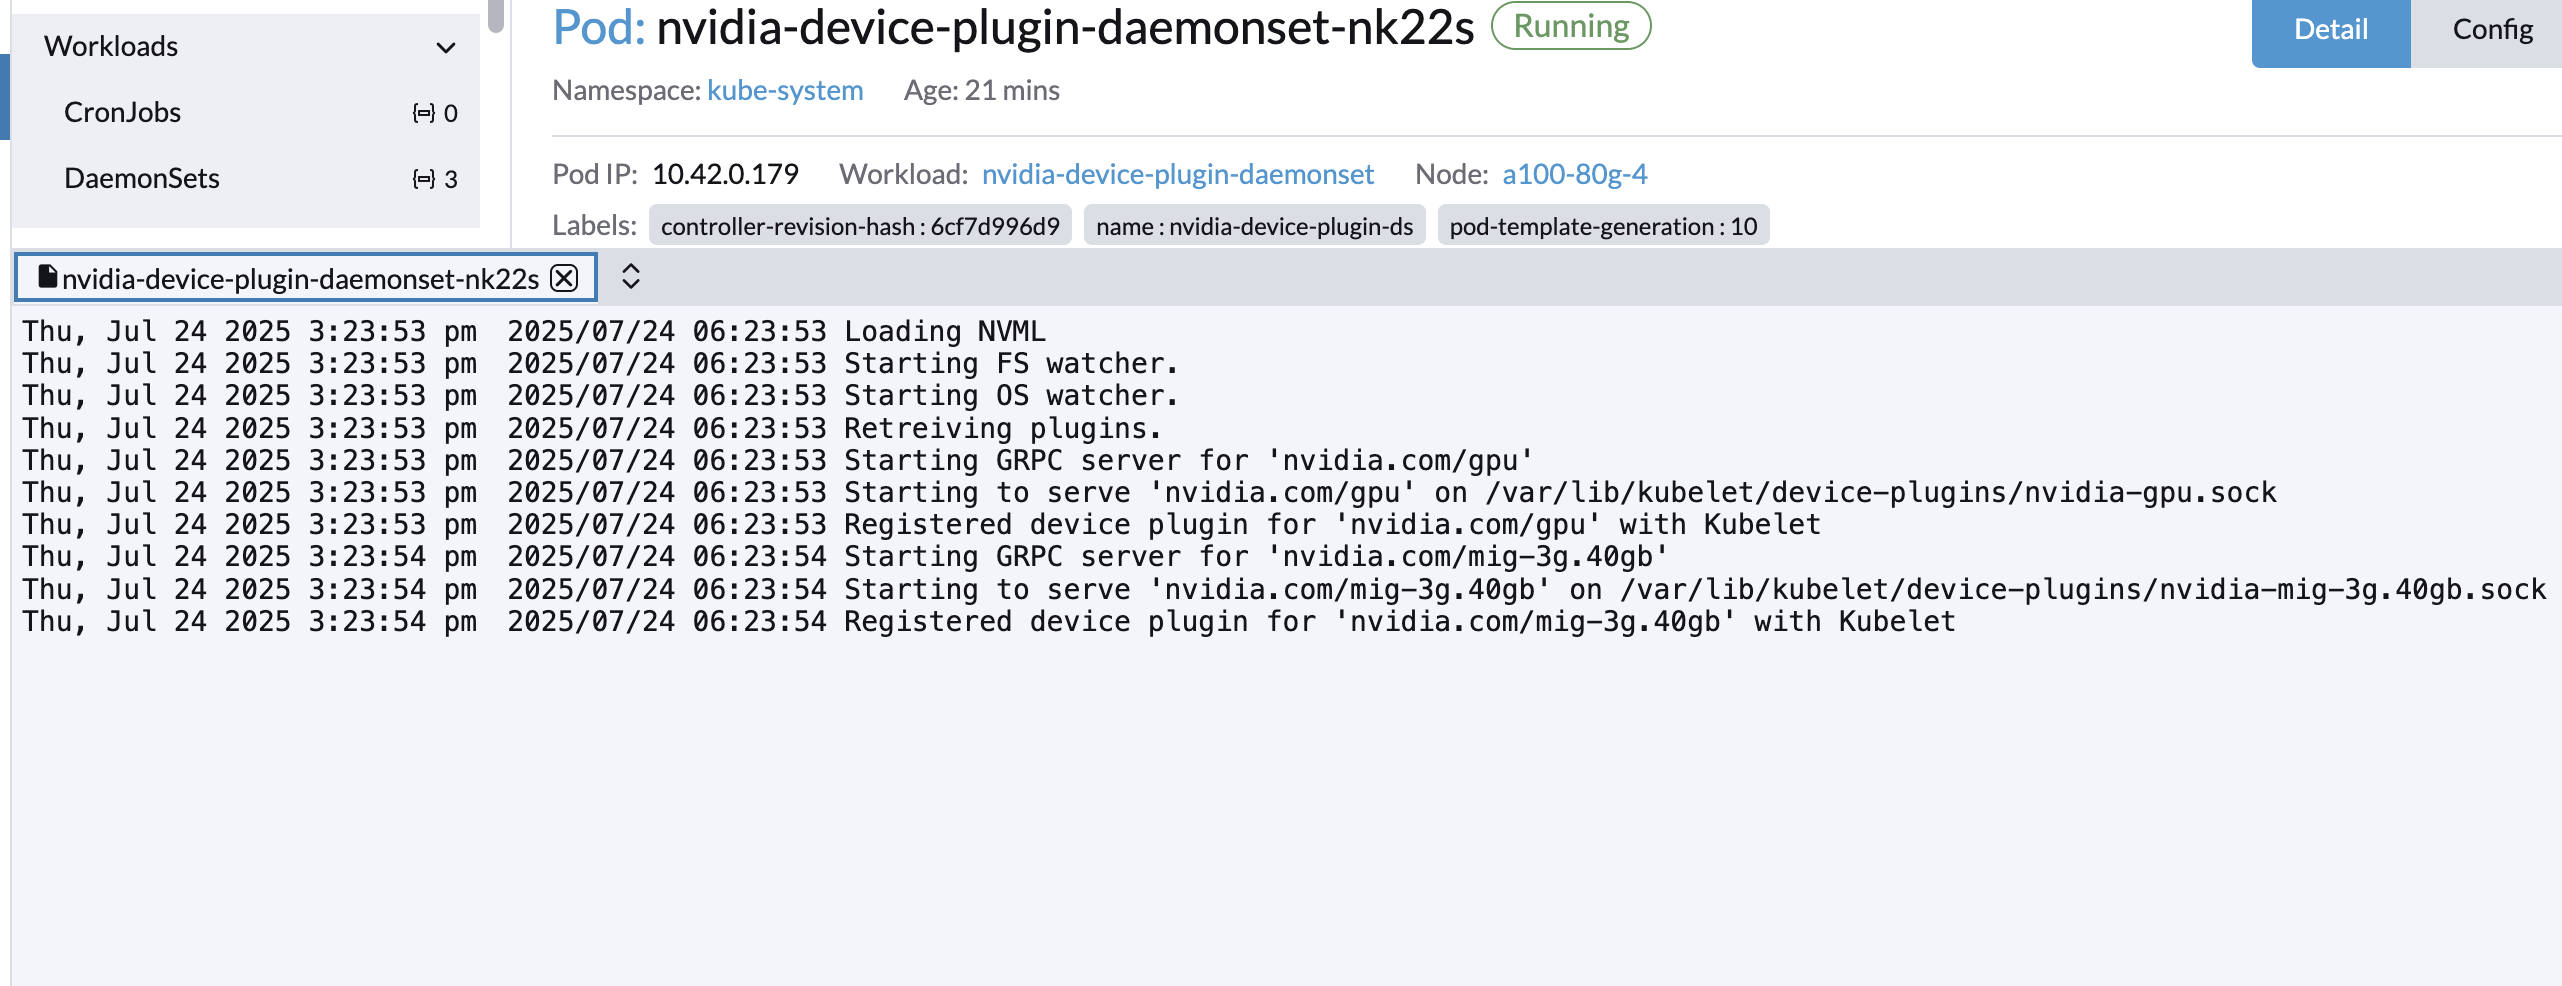 Workloads
CronJobs 0
DaemonSets 3
Pod: nvidia-device-plugin-daemonset-nk22s Running
Namespace: kube-system Age: 21 mins
Detail Config
Pod IP: 10.42.0.179 Workload: nvidia-device-plugin-daemonset Node: a100-80g-4
Labels: controller-revision-hash : 6cf7d996d9 name : nvidia-device-plugin-ds pod-template-generation : 10
nvidia-device-plugin-daemonset-nk22s
Thu, Jul 24 2025 3:23:53 pm 2025/07/24 06:23:53 Loading NVML
Thu, Jul 24 2025 3:23:53 pm 2025/07/24 06:23:53 Starting FS watcher.
Thu, Jul 24 2025 3:23:53 pm 2025/07/24 06:23:53 Starting OS watcher.
Thu, Jul 24 2025 3:23:53 pm 2025/07/24 06:23:53 Retreiving plugins.
Thu, Jul 24 2025 3:23:53 pm 2025/07/24 06:23:53 Starting GRPC server for 'nvidia.com/gpu'
Thu, Jul 24 2025 3:23:53 pm 2025/07/24 06:23:53 Starting to serve 'nvidia.com/gpu' on /var/lib/kubelet/device-plugins/nvidia-gpu.sock
Thu, Jul 24 2025 3:23:53 pm 2025/07/24 06:23:53 Registered device plugin for 'nvidia.com/gpu' with Kubelet
Thu, Jul 24 2025 3:23:54 pm 2025/07/24 06:23:54 Starting GRPC server for 'nvidia.com/mig-3g.40gb'
Thu, Jul 24 2025 3:23:54 pm 2025/07/24 06:23:54 Starting to serve 'nvidia.com/mig-3g.40gb' on /var/lib/kubelet/device-plugins/nvidia-mig-3g.40gb.sock
Thu, Jul 24 2025 3:23:54 pm 2025/07/24 06:23:54 Registered device plugin for 'nvidia.com/mig-3g.40gb' with Kubelet